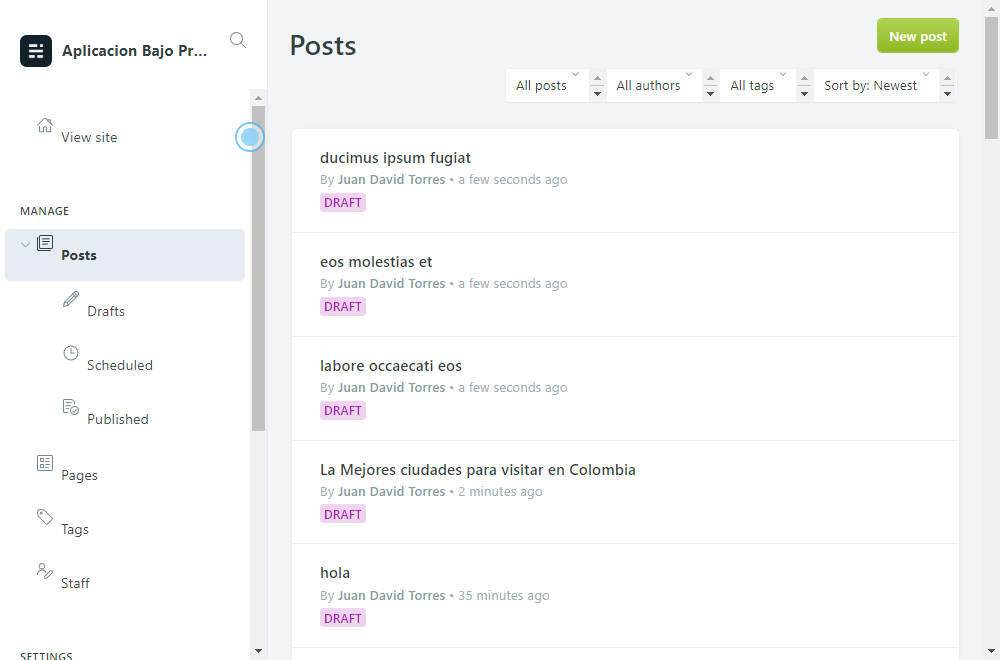 Aplicacion Bajo Pr...
View site
MANAGE
Posts
Drafts
Scheduled
Published
Pages
Tags
Staff
SETTINGS
Posts
New post
All posts
All authors
All tags
Sort by: Newest
ducimus ipsum fugiat
By Juan David Torres • a few seconds ago
DRAFT
eos molestias et
By Juan David Torres • a few seconds ago
DRAFT
labore occaecati eos
By Juan David Torres • a few seconds ago
DRAFT
La Mejores ciudades para visitar en Colombia
By Juan David Torres • 2 minutes ago
DRAFT
hola
By Juan David Torres • 35 minutes ago
DRAFT